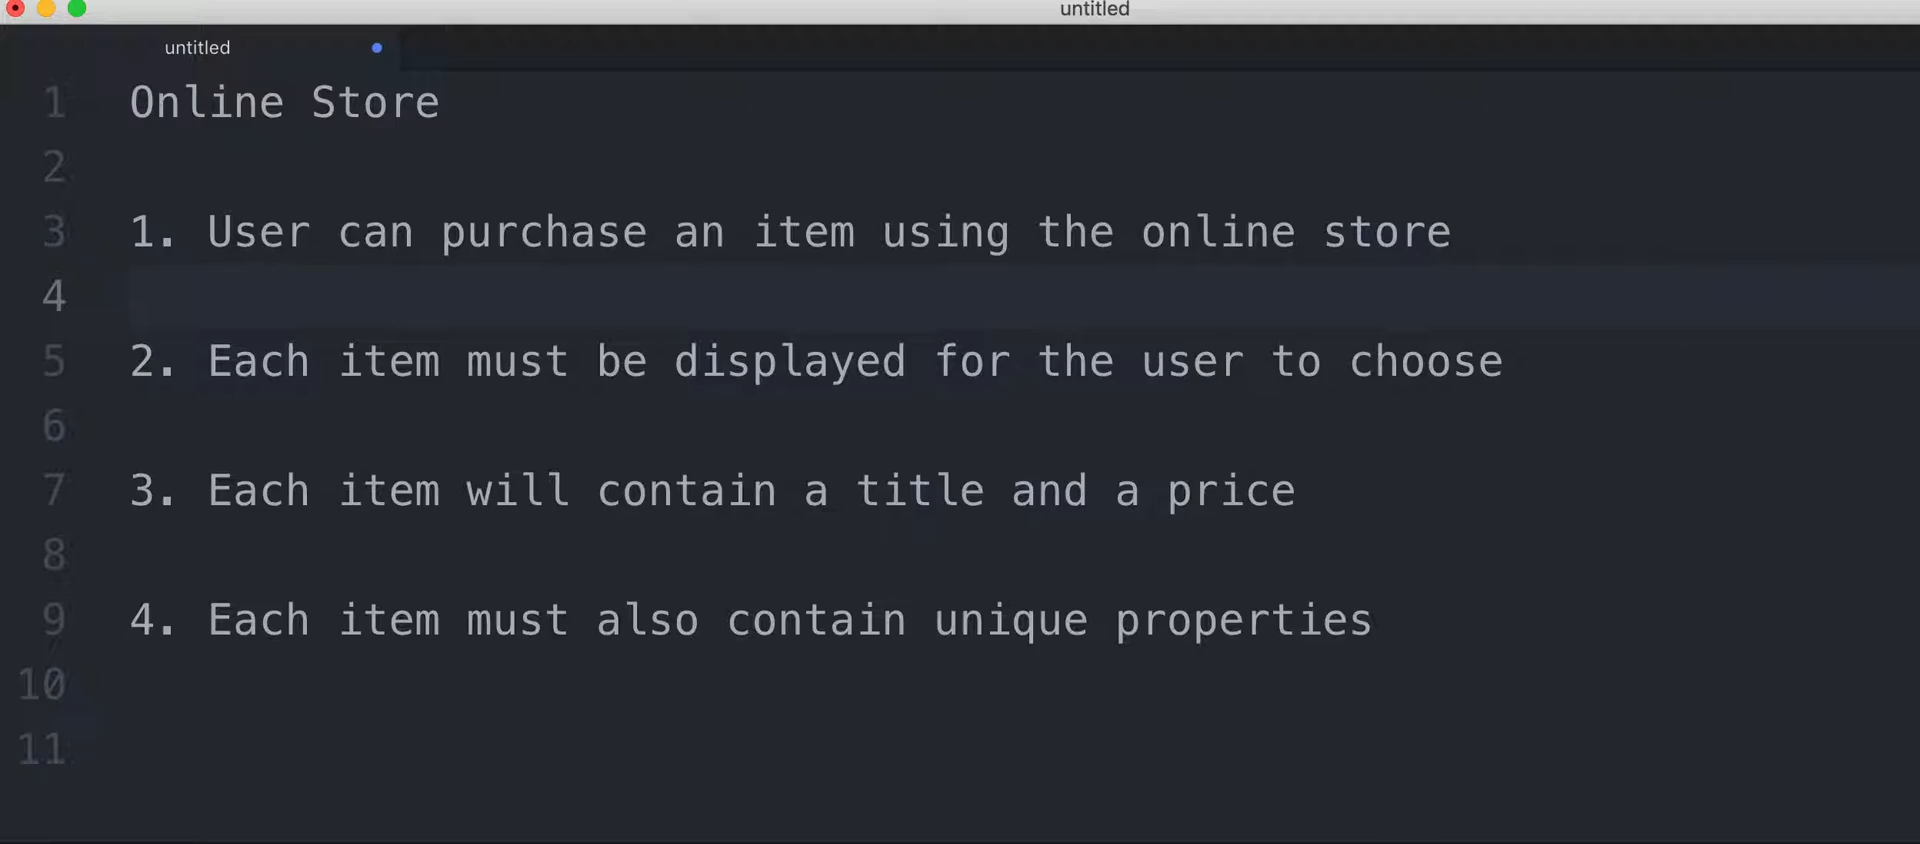 untitled
untitled
1 Online Store
2
3 1. User can purchase an item using the online store
4
5 2. Each item must be displayed for the user to choose
6
7 3. Each item will contain a title and a price
8
9 4. Each item must also contain unique properties
10
11